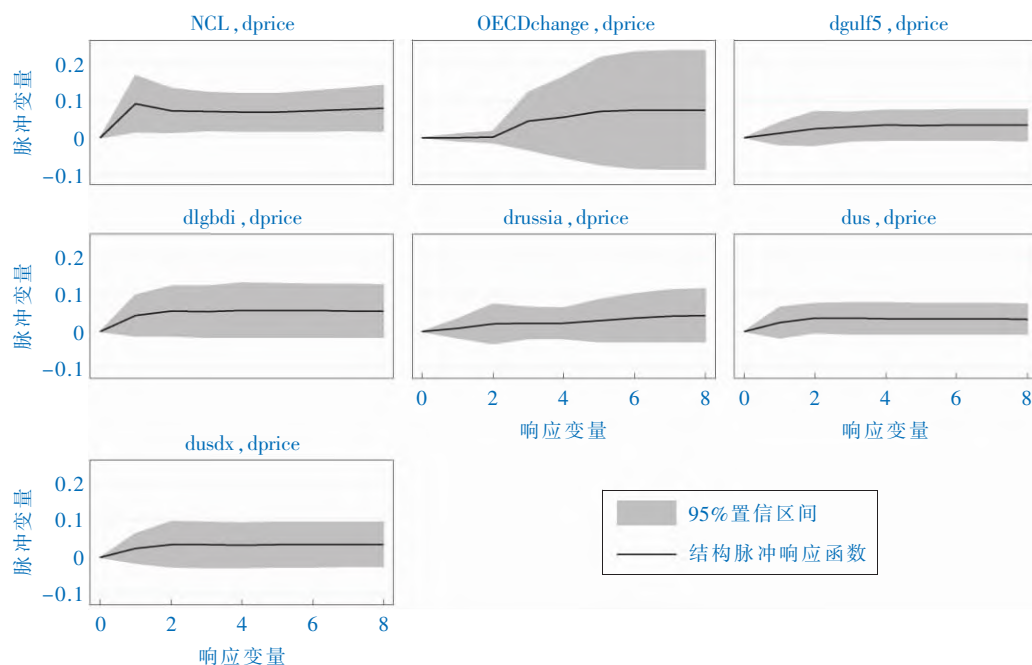 NCL, dprice
OECDchange, dprice
dgulf5, dprice
脉冲变量
0.2
0.1
0
-0.1
dlgbdi, dprice
drussia, dprice
dus, dprice
脉冲变量
0.2
0.1
0
-0.1
0 2 4 6 8
0 2 4 6 8
响应变量
响应变量
dusdx, dprice
脉冲变量
0.2
0.1
0
-0.1
0 2 4 6 8
响应变量
95%置信区间
结构脉冲响应函数